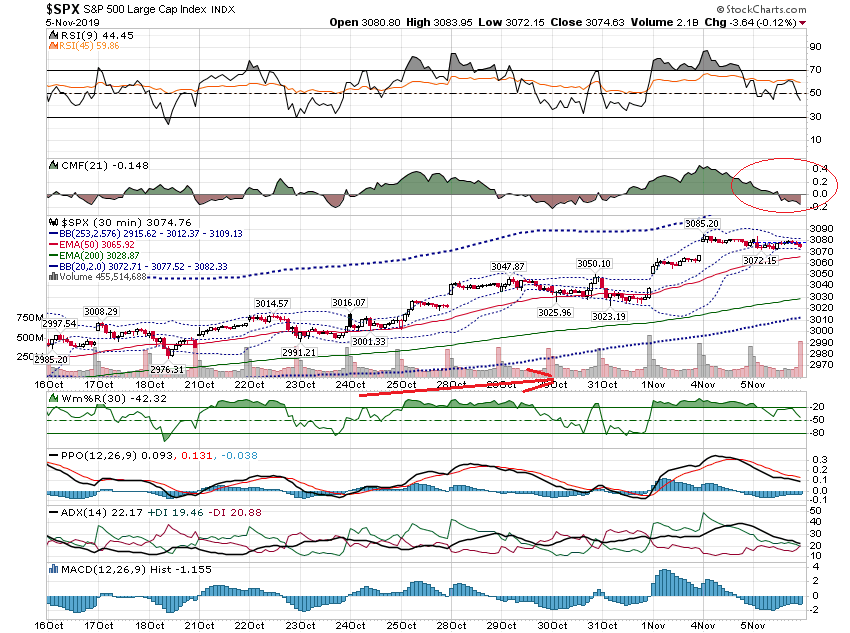 $SPX S&P 500 Large Cap Index INDX
© StockCharts.com
5-Nov-2019
Open 3080.80 High 3083.95 Low 3072.15 Close 3074.63 Volume 2.1B Chg -3.64 (-0.12%)
RSI(9) 44.45
RSI(45) 59.86
90
70
50
30
10
CMF(21) -0.148
0.4
0.2
0.0
-0.2
$SPX (30 min) 3074.76
BB(253,2.576) 2915.62 - 3012.37 - 3109.13
EMA(50) 3065.92
EMA(200) 3028.87
BB(20,2.0) 3072.71 - 3077.52 - 3082.33
Volume 455,514,688
3085.20
3072.15
3050.10
3047.87
3025.96
3023.19
3016.07
3014.57
3008.29
3001.33
2997.54
2991.21
2985.20
2976.31
3090
3080
3070
3060
3050
3040
3030
3020
3010
3000
2990
2980
2970
750M
500M
250M
16Oct 17Oct 18Oct 21Oct 22Oct 23Oct 24Oct 25Oct 28Oct 29Oct 30Oct 31Oct 1Nov 4Nov 5Nov
Wm%R(30) -42.32
-20
-50
-80
PPO(12,26,9) 0.093, 0.131, -0.038
0.3
0.2
0.1
0.0
-0.1
ADX(14) 22.17 +DI 19.46 -DI 20.88
50
40
30
20
10
MACD(12,26,9) Hist -1.155
4
2
0
-2
16Oct 17Oct 18Oct 21Oct 22Oct 23Oct 24Oct 25Oct 28Oct 29Oct 30Oct 31Oct 1Nov 4Nov 5Nov